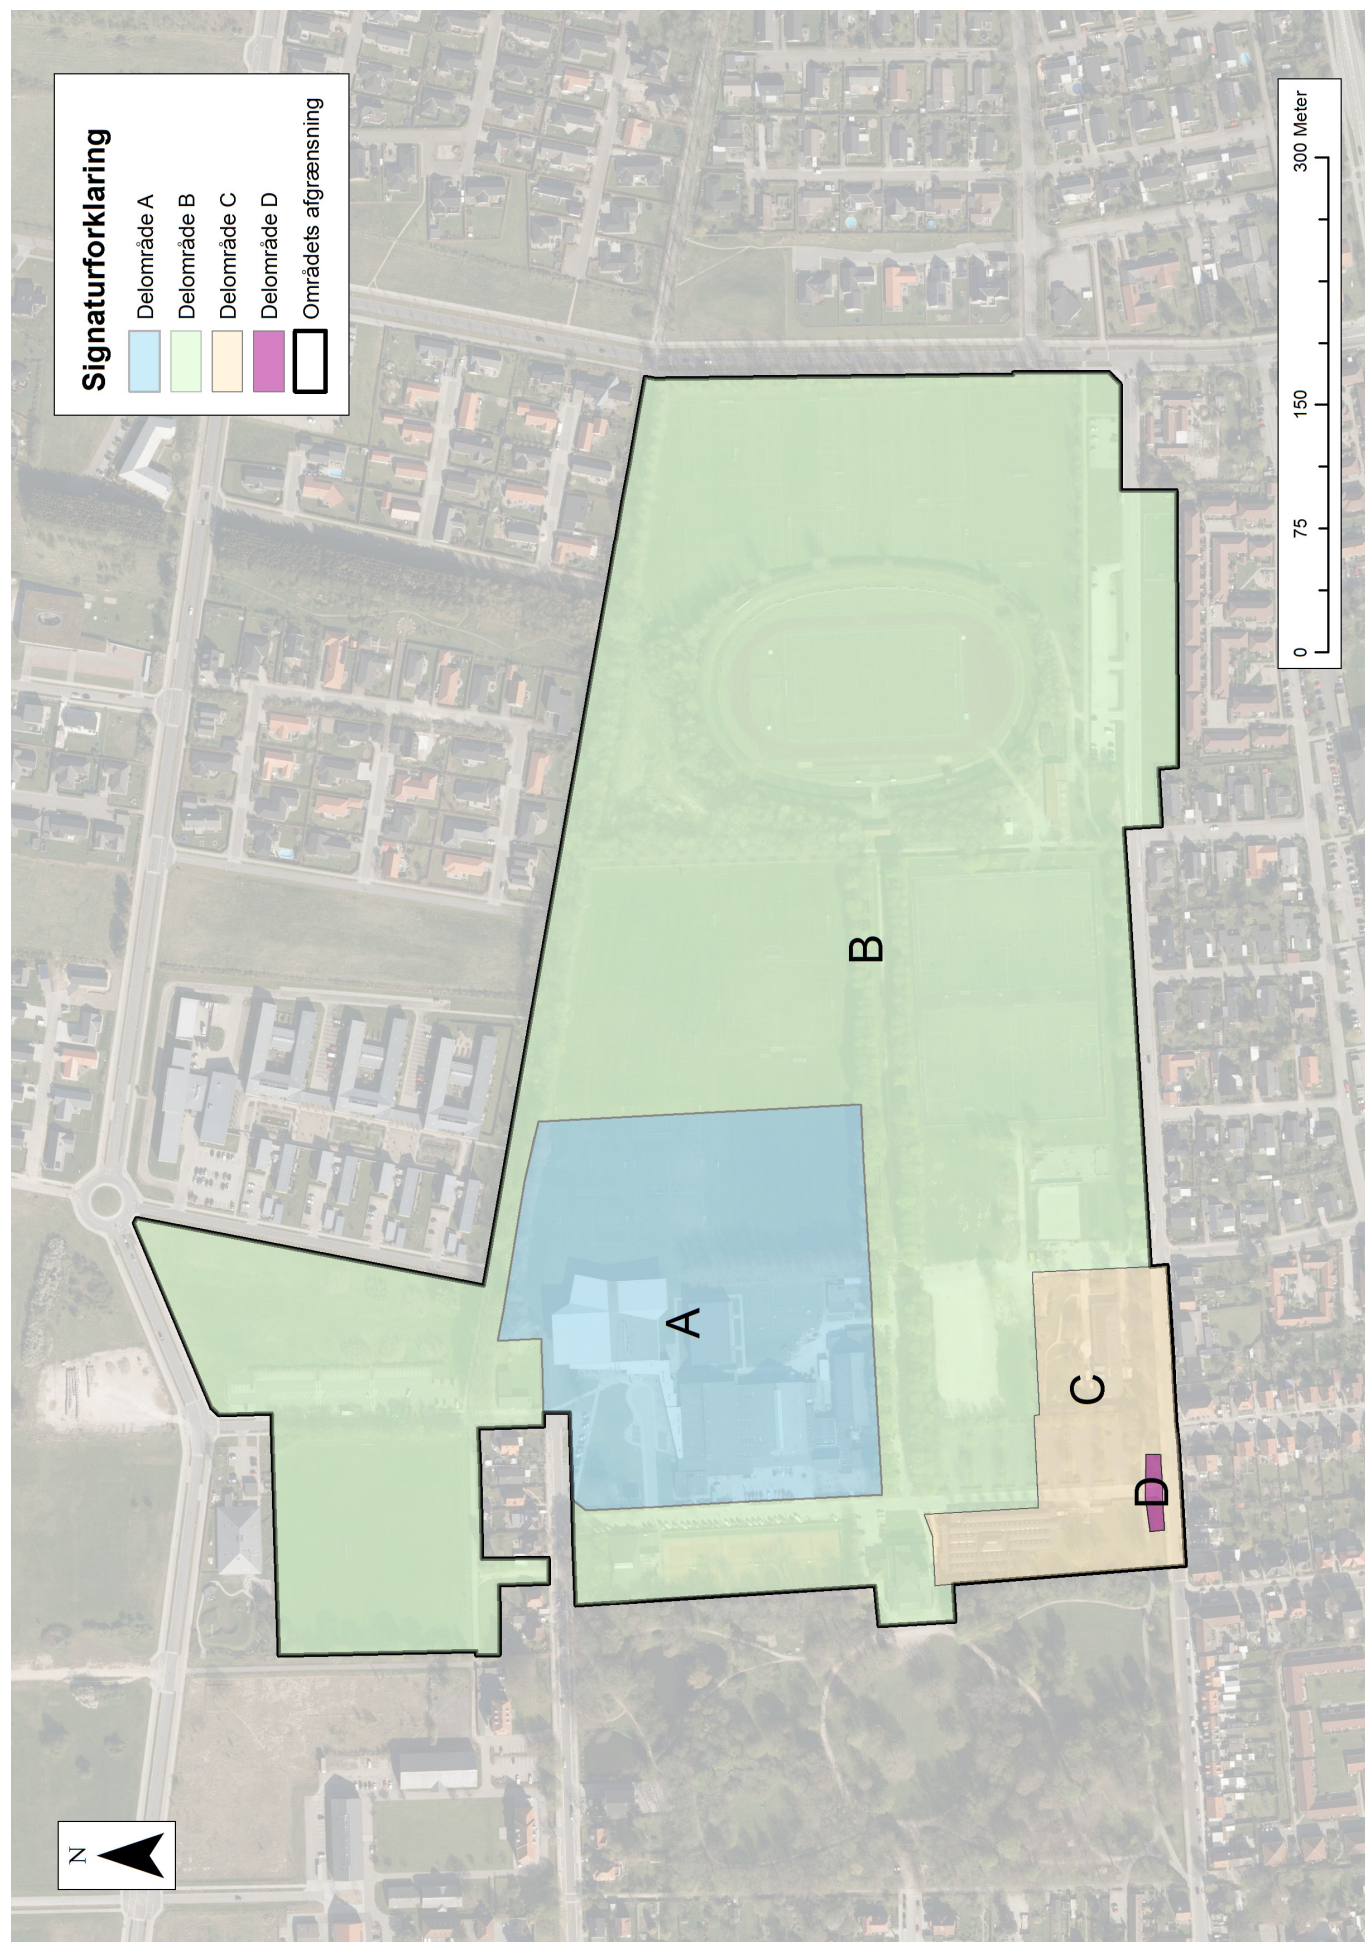 Signaturforklaring
Delområde A
Delområde B
Delområde C
Delområde D
Områdets afgrænsning
N
A
B
C
D
0 75 150 300 Meter